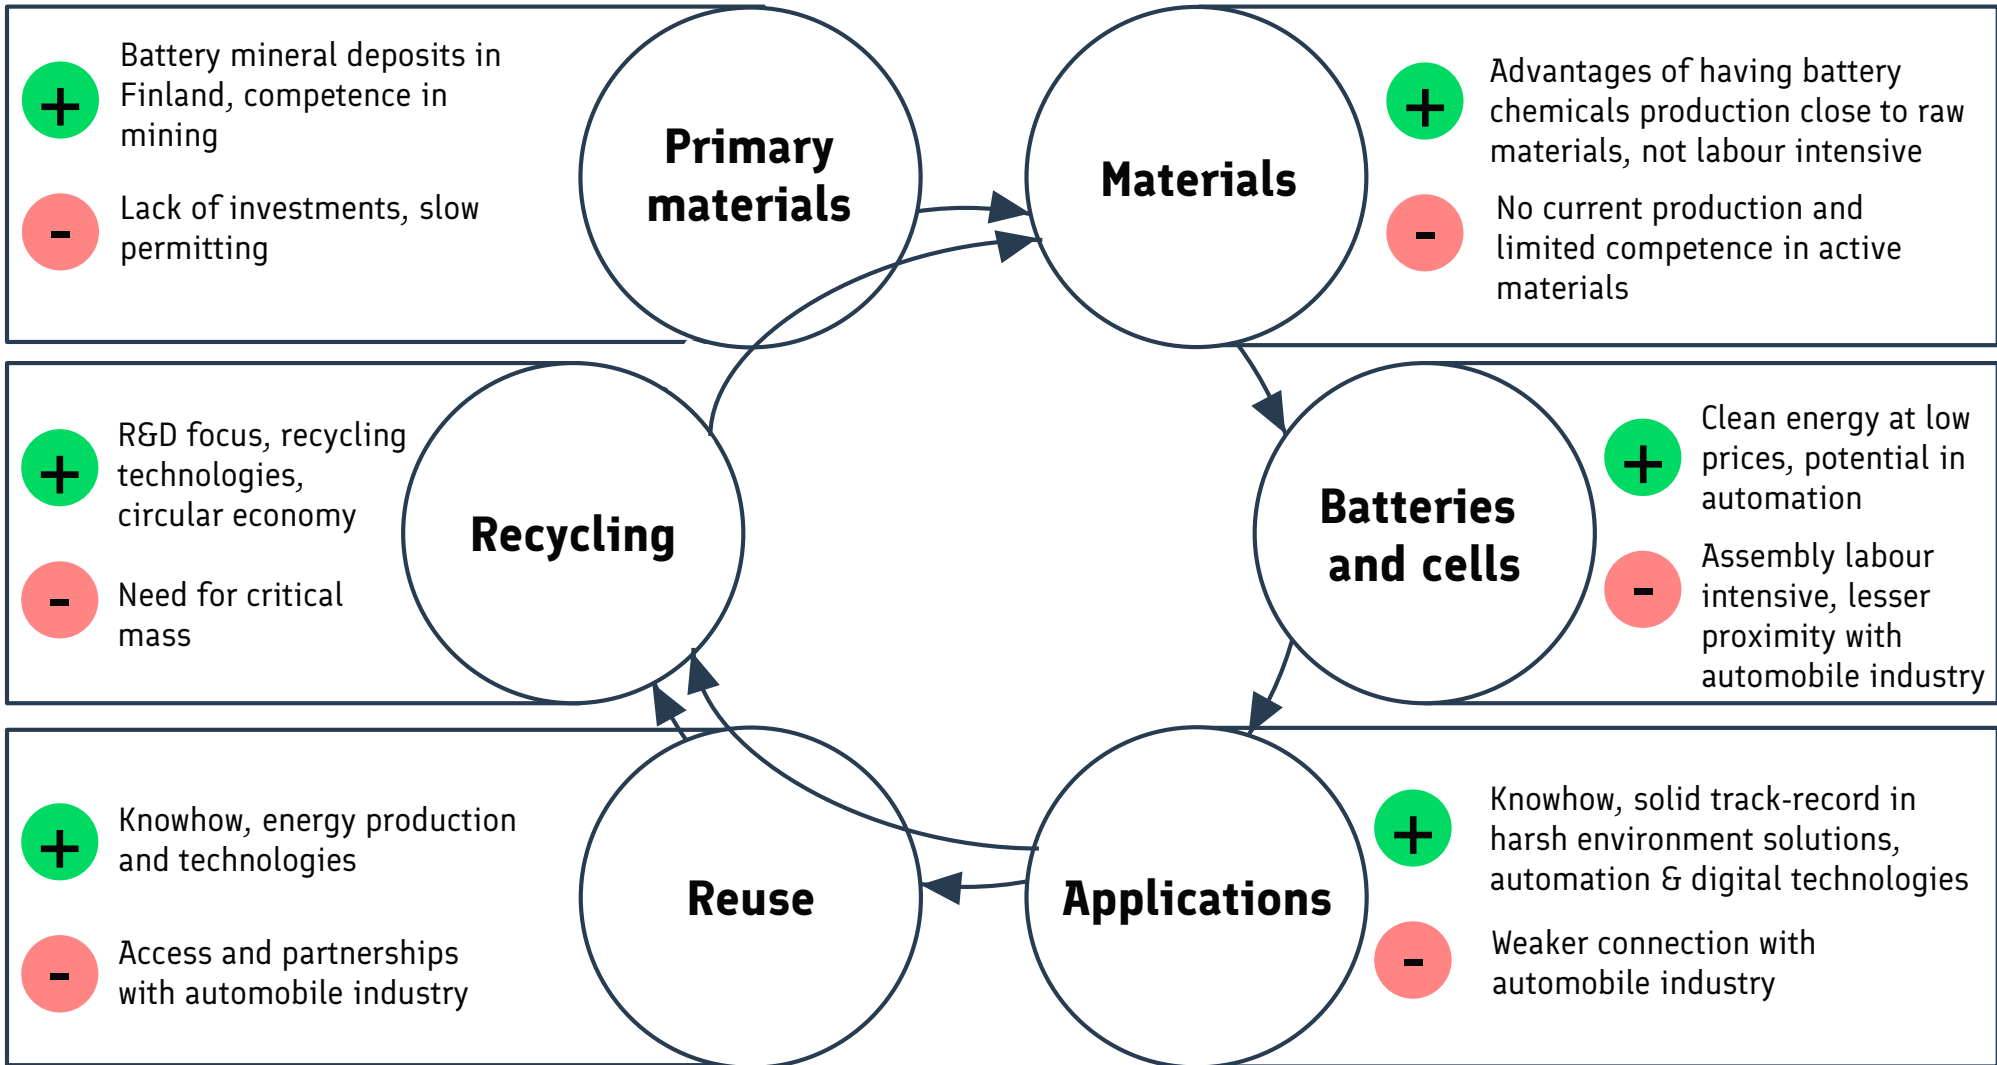 +
Battery mineral deposits in
Finland, competence in
mining
-
Lack of investments, slow
permitting
Primary
materials
Materials
+
Advantages of having battery
chemicals production close to raw
materials, not labour intensive
-
No current production and
limited competence in active
materials
+
R&D focus, recycling
technologies,
circular economy
-
Need for critical
mass
Recycling
Batteries
and cells
+
Clean energy at low
prices, potential in
automation
-
Assembly labour
intensive, lesser
proximity with
automobile industry
+
Knowhow, energy production
and technologies
-
Access and partnerships
with automobile industry
Reuse
Applications
+
Knowhow, solid track-record in
harsh environment solutions,
automation & digital technologies
-
Weaker connection with
automobile industry